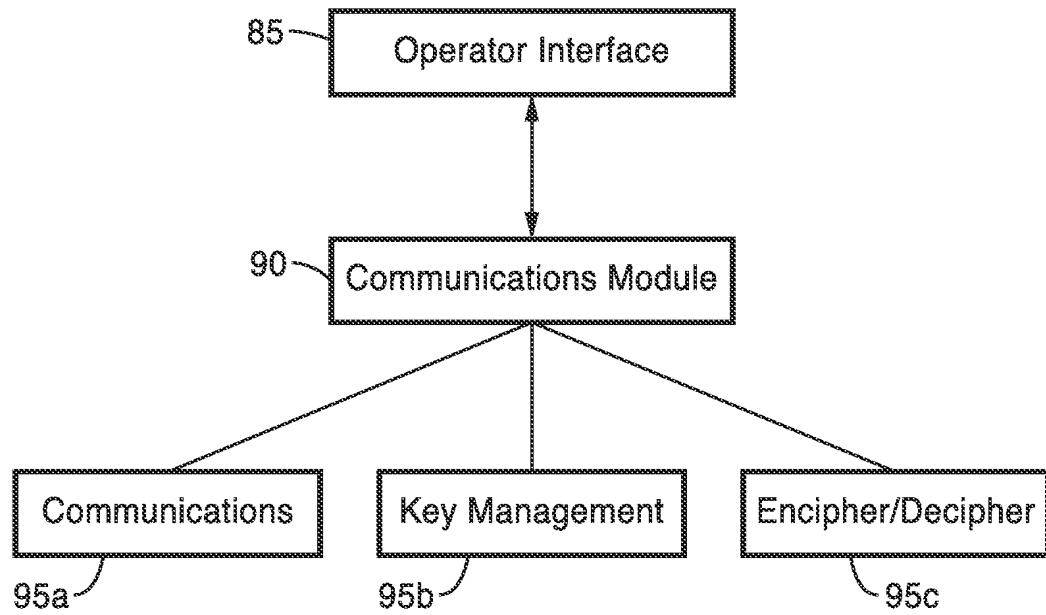 85
Operator Interface
90
Communications Module
Communications
Key Management
Encipher/Decipher
95a
95b
95c